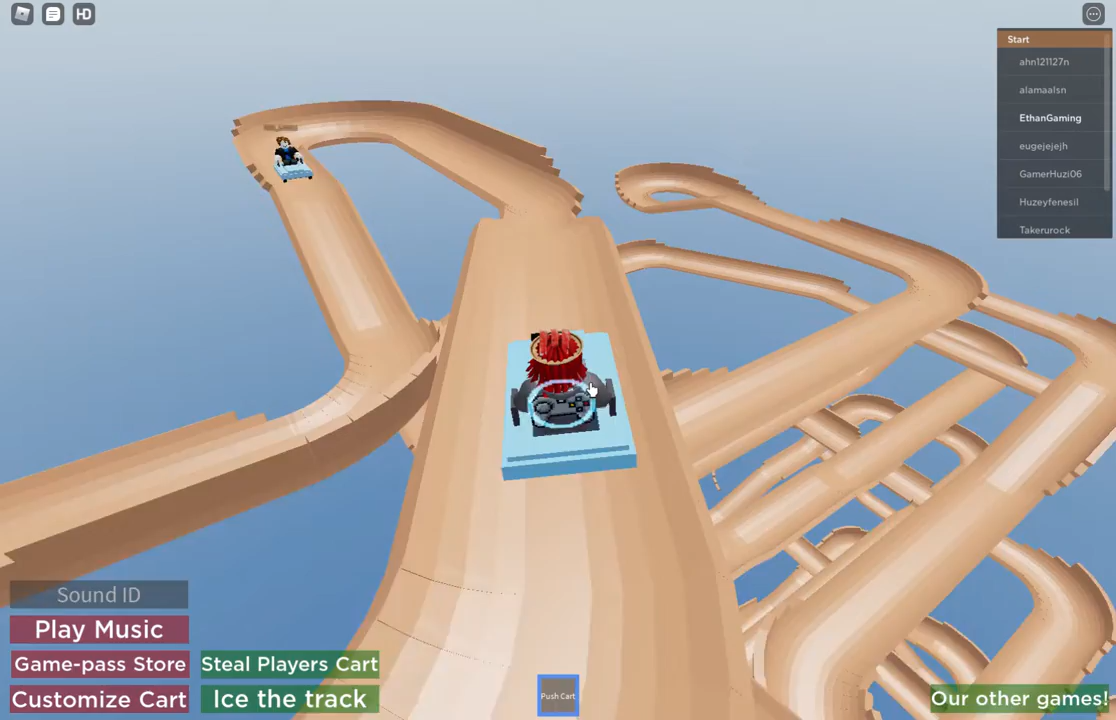 HD
Start
ahn121127n
alamaalsn
EthanGaming
eugejejejh
GamerHuzi06
Huzeyfenesil
Takerurock
Sound ID
Play Music
Game-pass Store
Steal Players Cart
Customize Cart
Ice the track
Push Cart
Our other games!